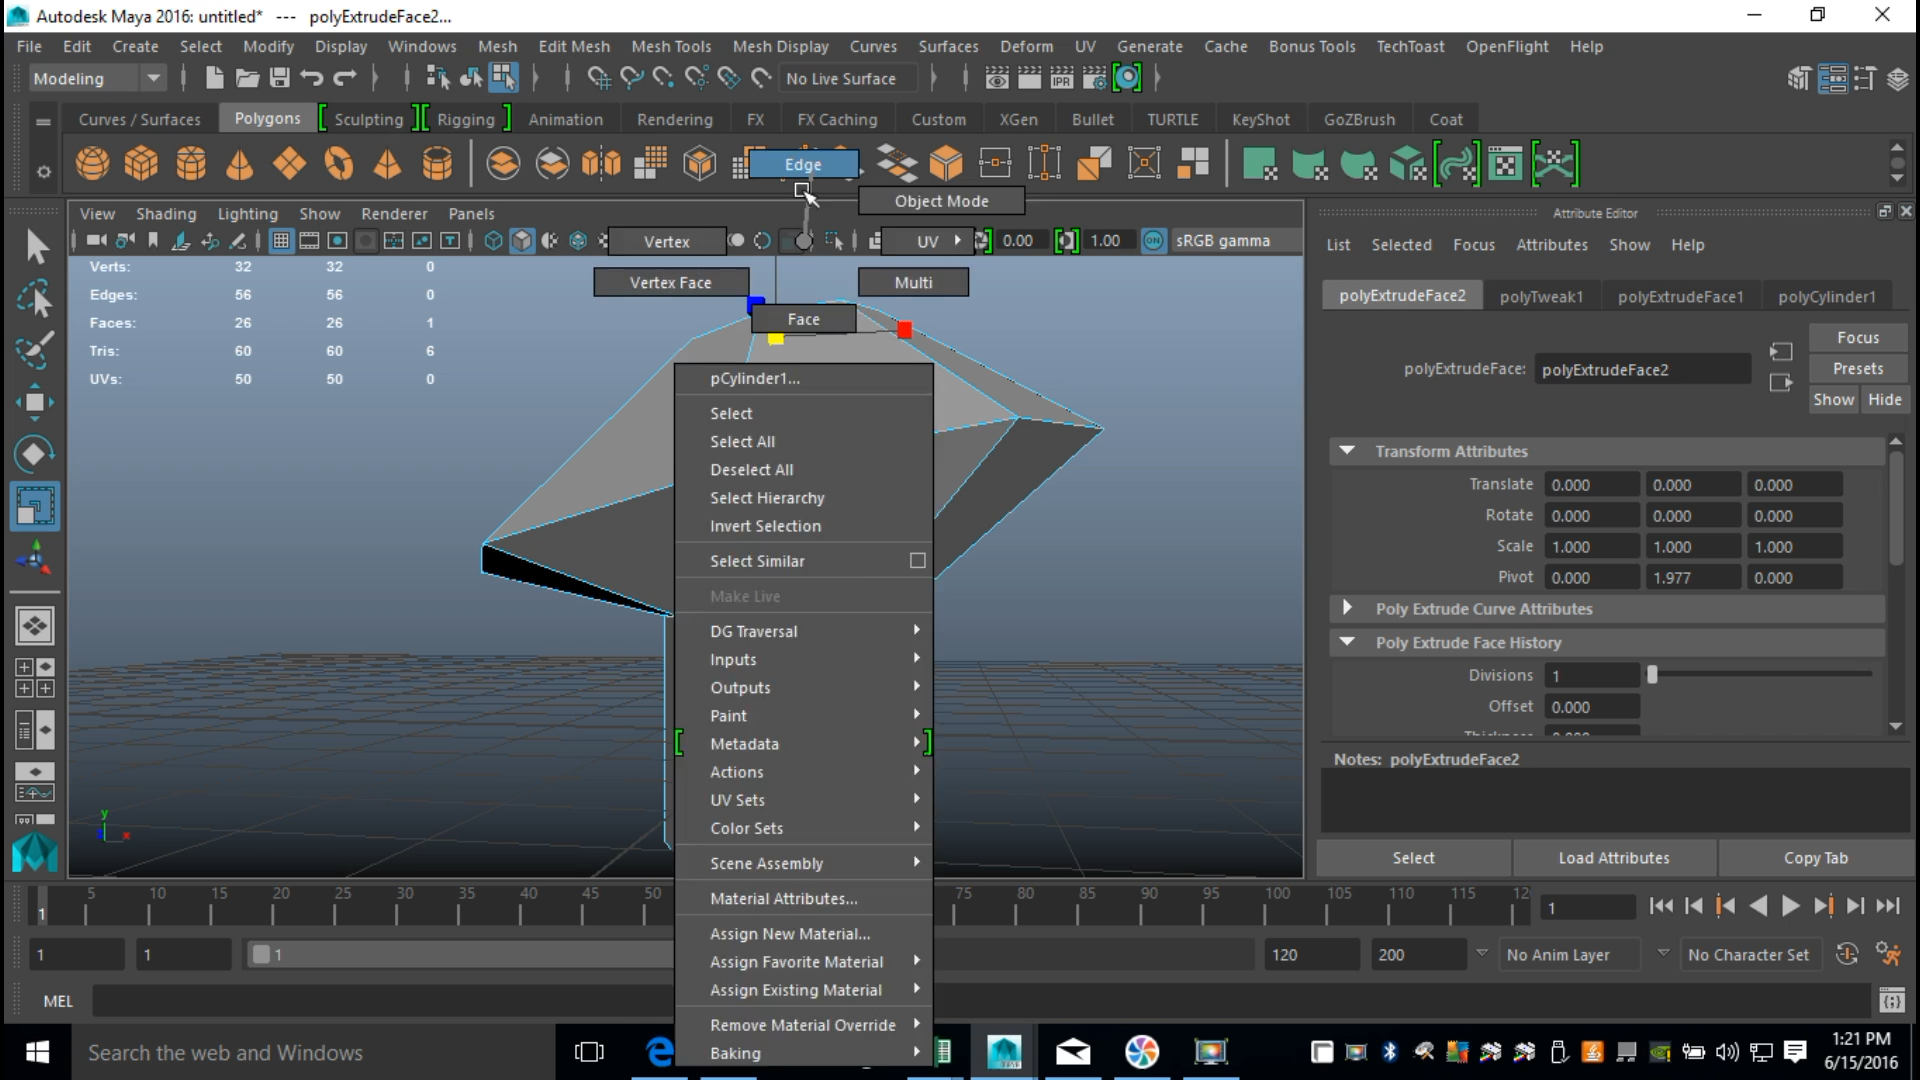 Autodesk Maya 2016: untitled* --- polyExtrudeFace2...
File Edit Create Select Modify Display Windows Mesh Edit Mesh Mesh Tools Mesh Display Curves Surfaces Deform UV Generate Cache Bonus Tools TechToast OpenFlight Help
Modeling No Live Surface IPR
Curves / Surfaces Polygons Sculpting Rigging Animation Rendering FX FX Caching Custom XGen Bullet TURTLE KeyShot GoZBrush Coat
Edge
Object Mode
View Shading Lighting Show Renderer Panels
Vertex UV 0.00 1.00 ON sRGB gamma
Vertex Face Multi
Face
Verts: 32 32 0
Edges: 56 56 0
Faces: 26 26 1
Tris: 60 60 6
UVs: 50 50 0
pCylinder1...
Select
Select All
Deselect All
Select Hierarchy
Invert Selection
Select Similar
Make Live
DG Traversal
Inputs
Outputs
Paint
Metadata
Actions
UV Sets
Color Sets
Scene Assembly
Material Attributes...
Assign New Material...
Assign Favorite Material
Assign Existing Material
Remove Material Override
Baking
y
x
Attribute Editor
List Selected Focus Attributes Show Help
polyExtrudeFace2 polyTweak1 polyExtrudeFace1 polyCylinder1
Focus
polyExtrudeFace: polyExtrudeFace2 Presets
Show Hide
Transform Attributes
Translate 0.000 0.000 0.000
Rotate 0.000 0.000 0.000
Scale 1.000 1.000 1.000
Pivot 0.000 1.977 0.000
Poly Extrude Curve Attributes
Poly Extrude Face History
Divisions 1
Offset 0.000
Notes: polyExtrudeFace2
Select Load Attributes Copy Tab
1 5 10 15 20 25 30 35 40 45 50 75 80 85 90 95 100 105 110 115 12 1
1 1 1 120 200 No Anim Layer No Character Set
MEL
Search the web and Windows
1:21 PM
6/15/2016